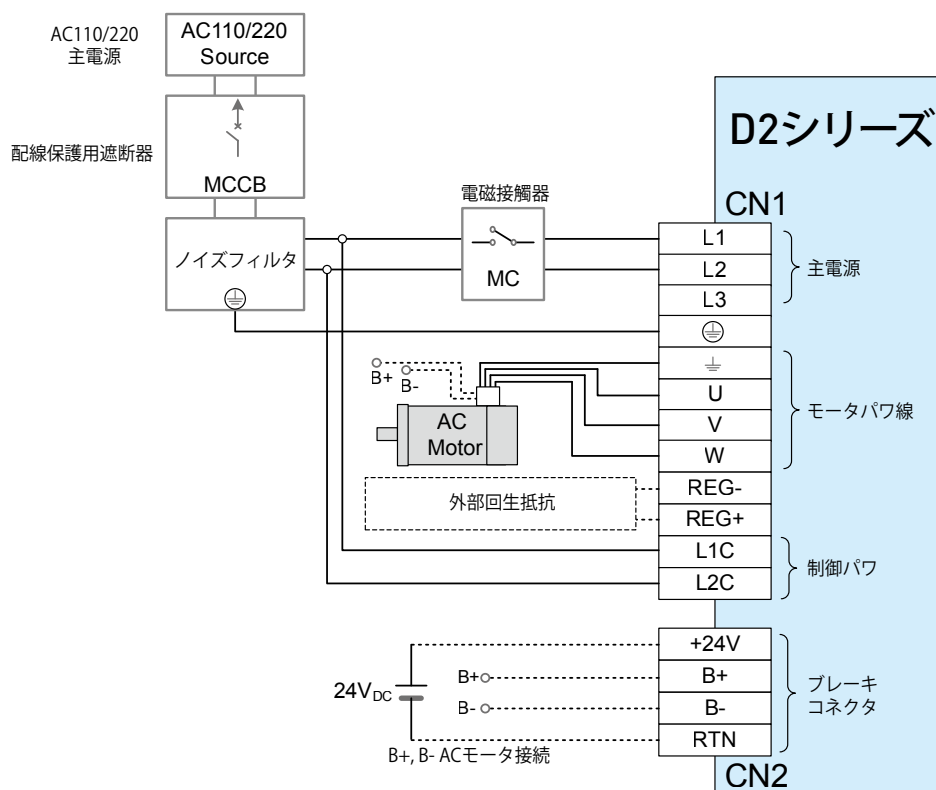 AC110/220
主電源
AC110/220
Source
配線保護用遮断器
MCCB
ノイズフィルタ
電磁接觸器
MC
D2シリーズ
CN1
L1
L2
L3
主電源
U
V
W
モータパワ線
B+
B-
AC
Motor
REG-
REG+
外部回生抵抗
L1C
L2C
制御パワ
+24V
B+
B-
RTN
ブレーキ
コネクタ
24VDC
B+
B-
B+, B- ACモータ接続
CN2